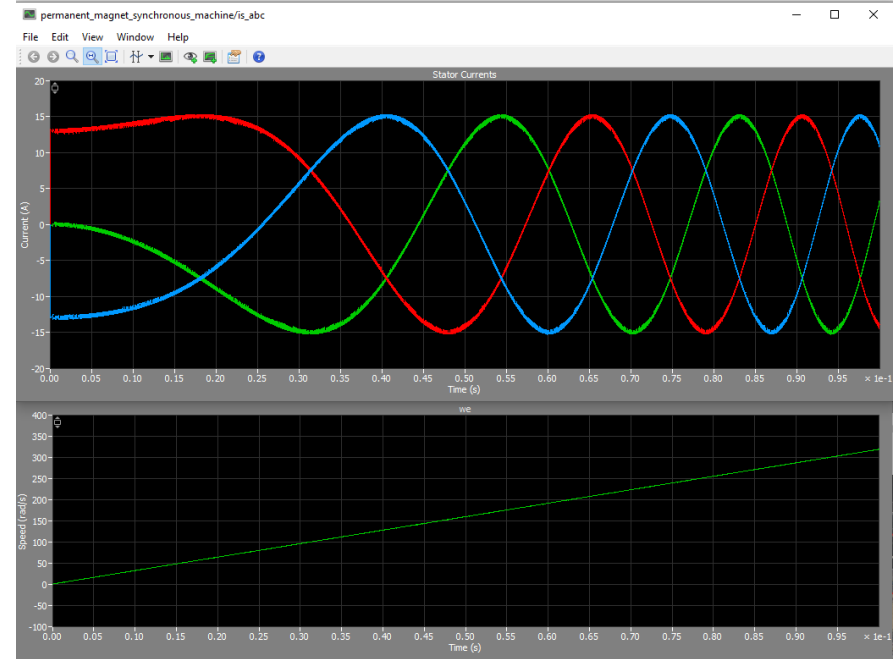 permanent_magnet_synchronous_machine/is_abc
File Edit View Window Help
Stator Currents
20
15
10
5
0
-5
-10
-15
-20
Current (A)
0.00 0.05 0.10 0.15 0.20 0.25 0.30 0.35 0.40 0.45 0.50 0.55 0.60 0.65 0.70 0.75 0.80 0.85 0.90 0.95 × 1e-1
Time (s)
we
400
350
300
250
200
150
100
50
0
-50
-100
Speed (rad/s)
0.00 0.05 0.10 0.15 0.20 0.25 0.30 0.35 0.40 0.45 0.50 0.55 0.60 0.65 0.70 0.75 0.80 0.85 0.90 0.95 × 1e-1
Time (s)